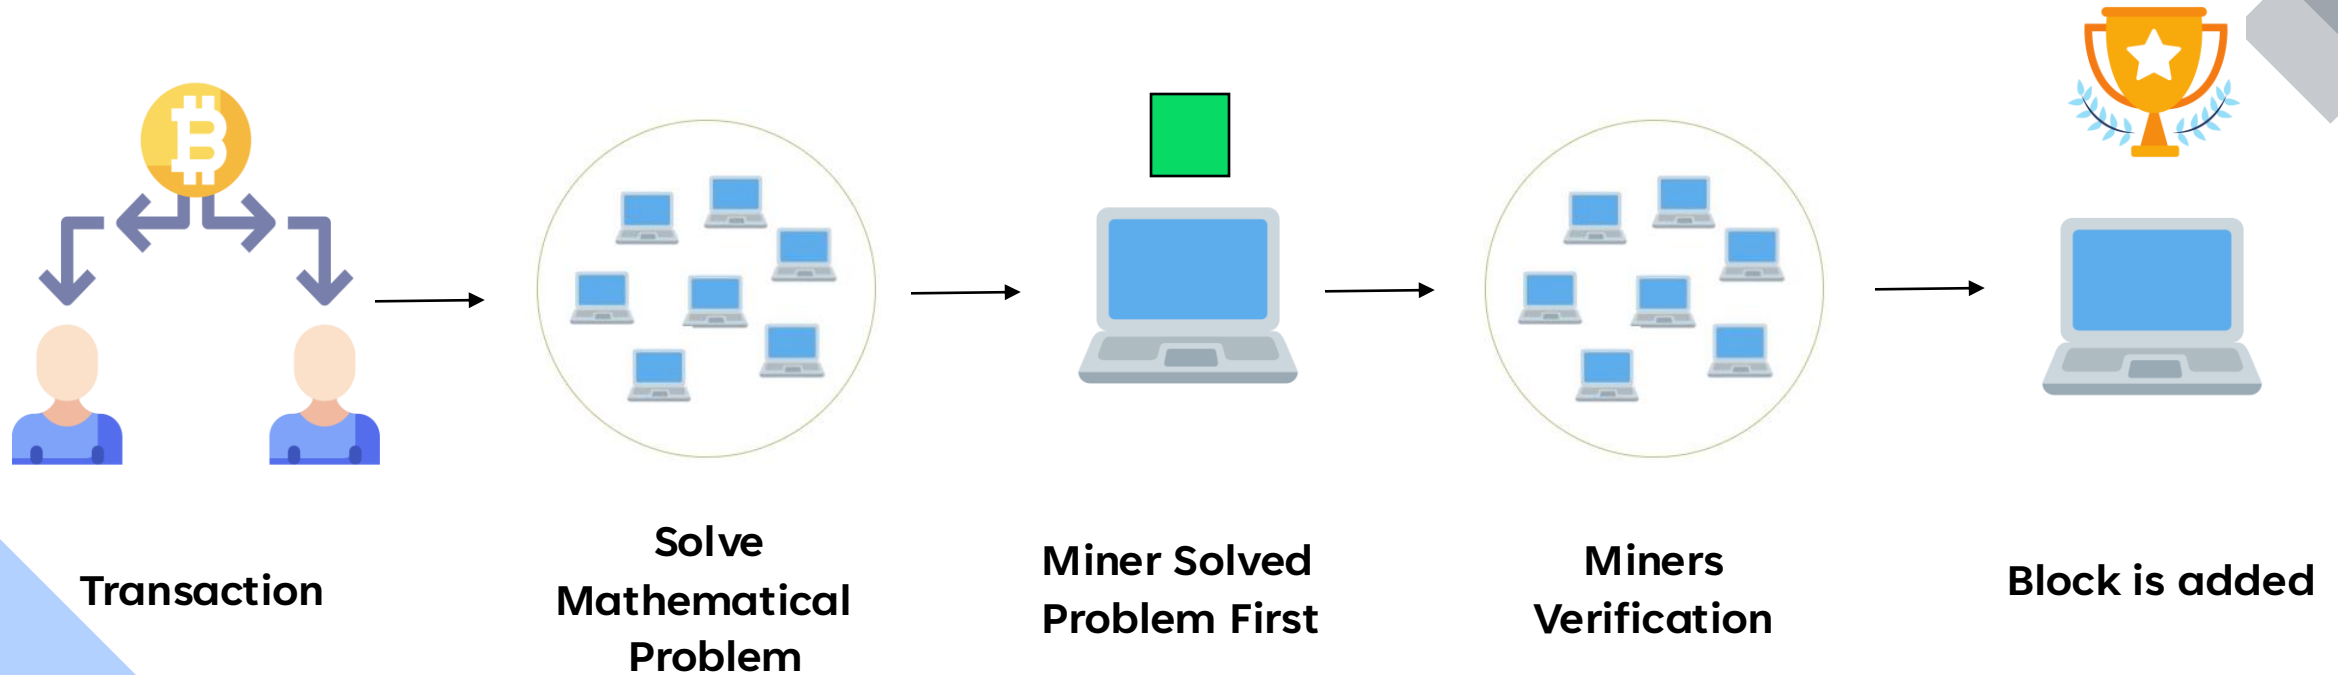 Transaction
Solve
Mathematical
Problem
Miner Solved
Problem First
Miners
Verification
Block is added